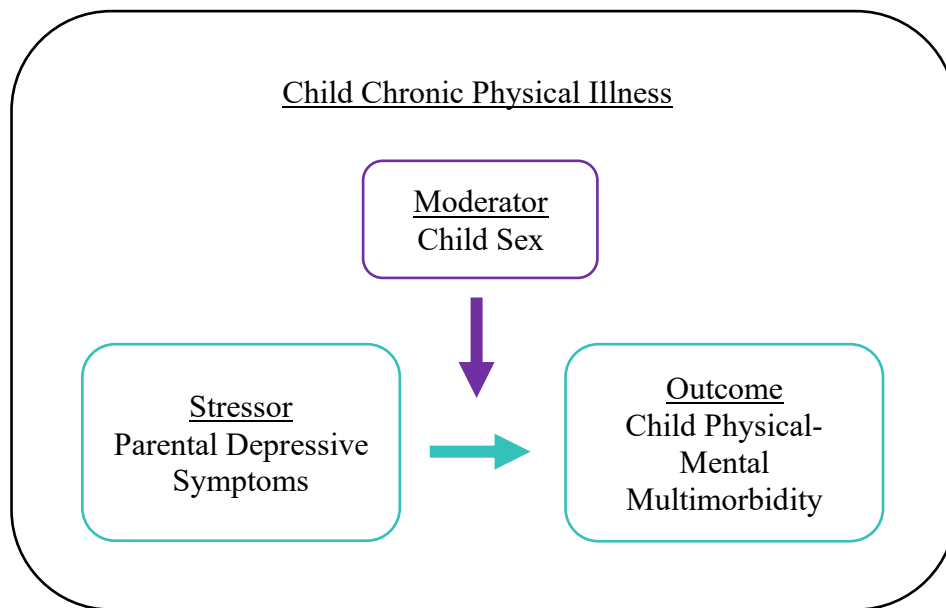 Child Chronic Physical Illness
Moderator
Child Sex
Stressor
Parental Depressive
Symptoms
Outcome
Child Physical-
Mental
Multimorbidity